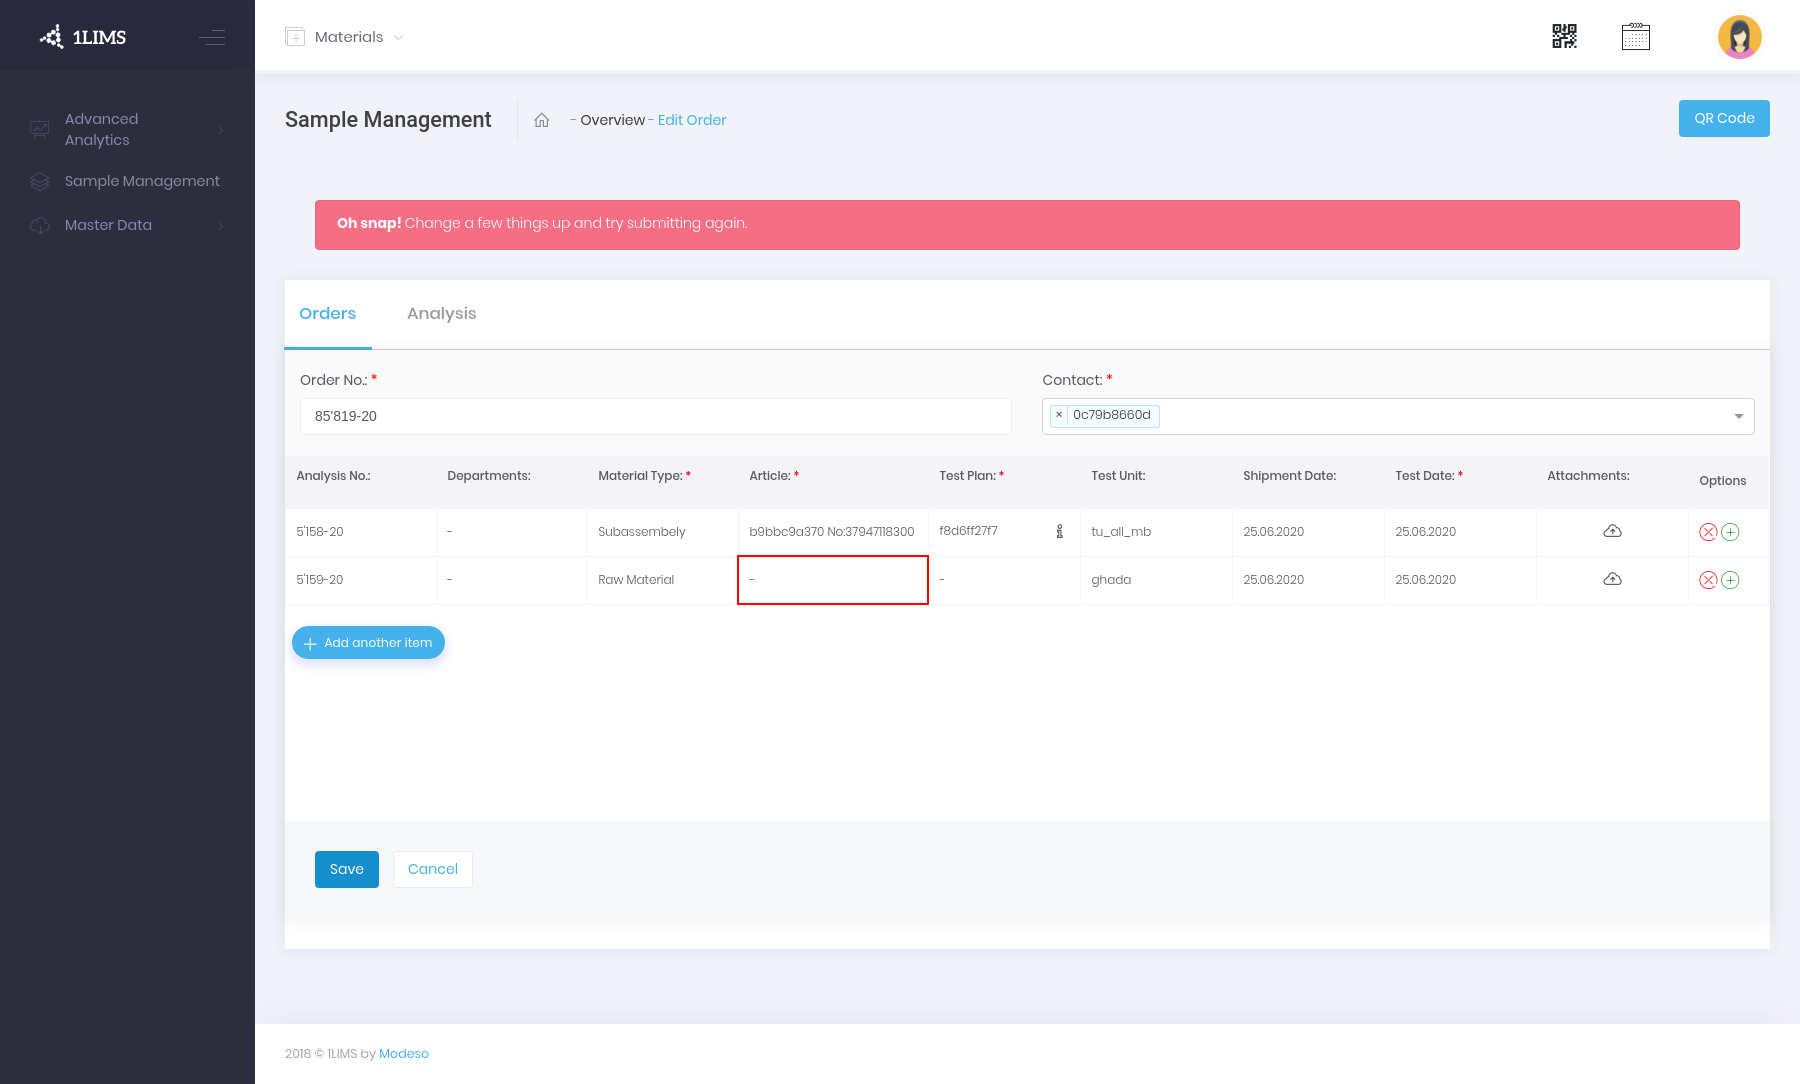 1LIMS
Materials
Advanced
Analytics
Sample Management
Master Data
Sample Management - Overview - Edit Order
QR Code
Oh snap! Change a few things up and try submitting again.
Orders Analysis
Order No.: * Contact: *
85'819-20 × 0c79b8660d
Analysis No.: Departments: Material Type: * Article: * Test Plan: * Test Unit: Shipment Date: Test Date: * Attachments: Options
5'158-20 - Subassembely b9bbc9a370 No:37947118300 f8d6ff27f7 tu_all_mb 25.06.2020 25.06.2020
5'159-20 - Raw Material - - ghada 25.06.2020 25.06.2020
Add another item
Save Cancel
2018 © 1LIMS by Modeso